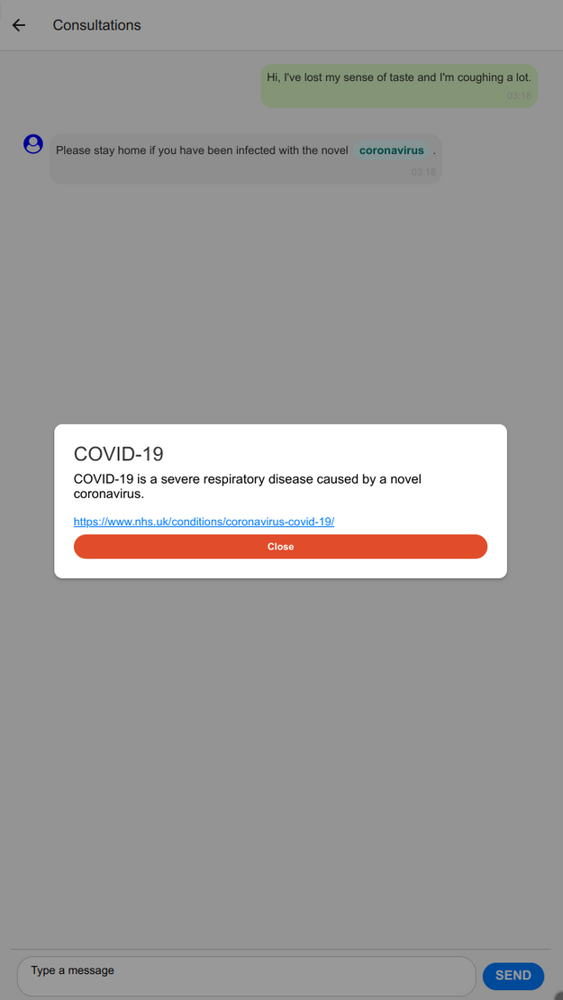 Consultations
Hi, I've lost my sense of taste and I'm coughing a lot.
03:18
Please stay home if you have been infected with the novel coronavirus .
03:18
COVID-19
COVID-19 is a severe respiratory disease caused by a novel
coronavirus.
https://www.nhs.uk/conditions/coronavirus-covid-19/
Close
Type a message
SEND